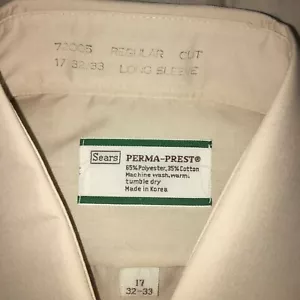 REGULAR CUT
17 32-33 LONG SLEEVE
Sears PERMA-PREST®
65% Polyester, 35% Cotton
Machine wash, warm,
tumble dry
Made in Korea
17
32-33